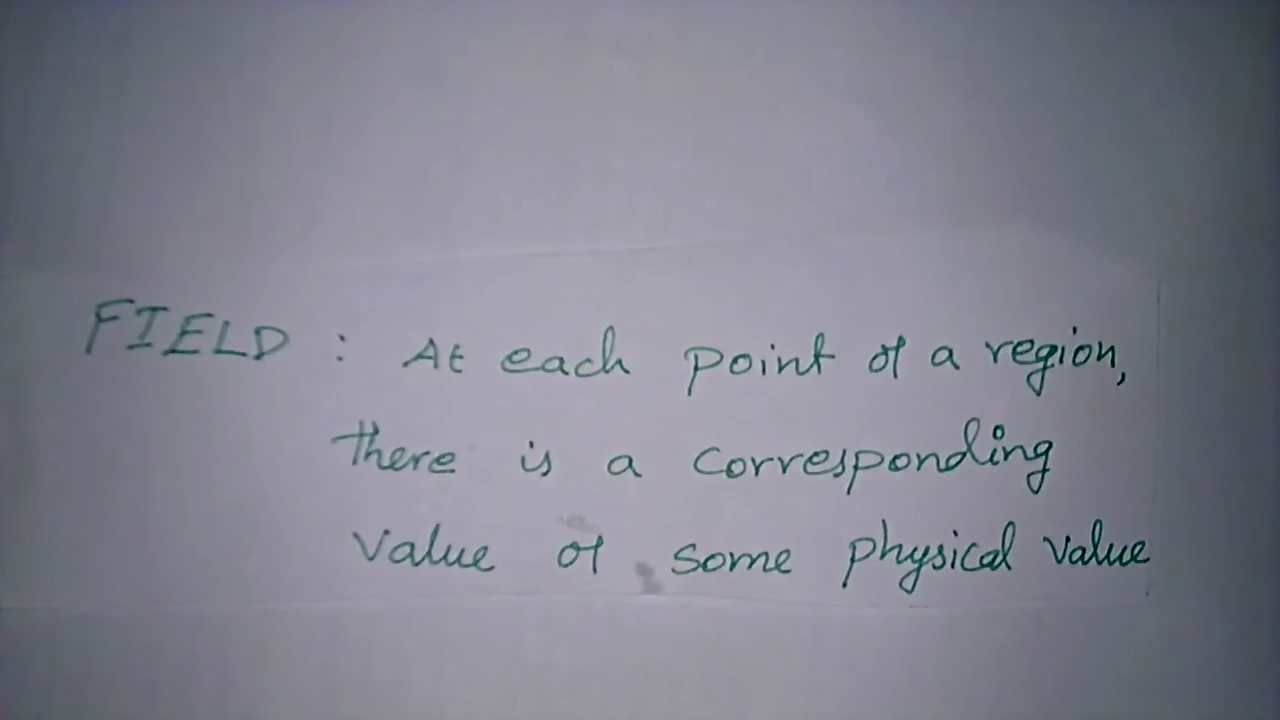 FIELD : At each point of a region,
there is a corresponding
value of some physical value